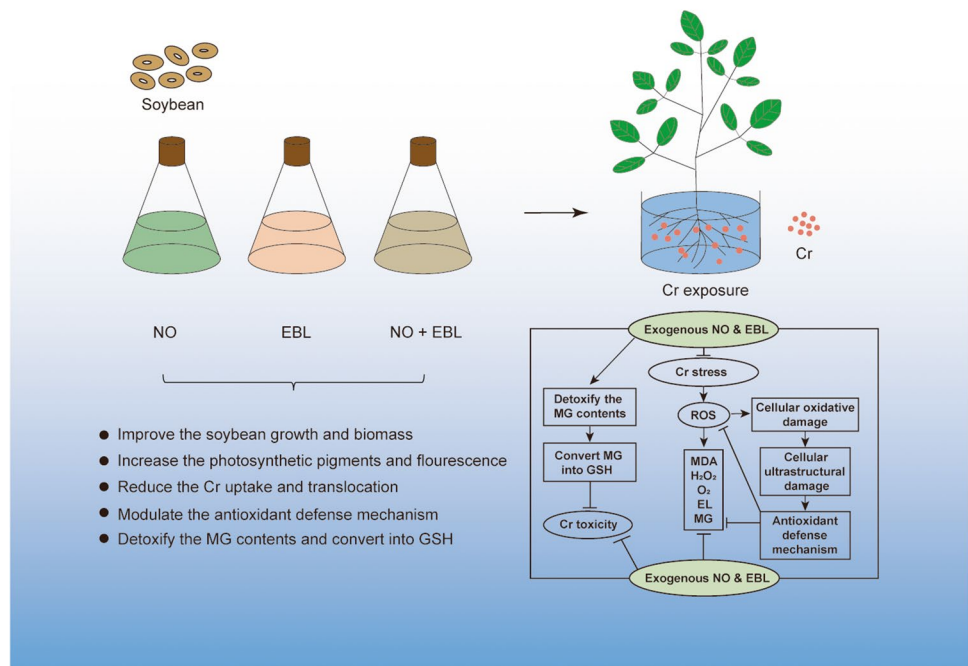 Soybean
NO
EBL
NO + EBL
● Improve the soybean growth and biomass
● Increase the photosynthetic pigments and flourescence
● Reduce the Cr uptake and translocation
● Modulate the antioxidant defense mechanism
● Detoxify the MG contents and convert into GSH
Cr
Cr exposure
Exogenous NO & EBL
Cr stress
Detoxify the
MG contents
ROS
Cellular oxidative
damage
Convert MG
into GSH
MDA
H₂O₂
O₂
EL
MG
Cellular
ultrastructural
damage
Cr toxicity
Antioxidant
defense
mechanism
Exogenous NO & EBL